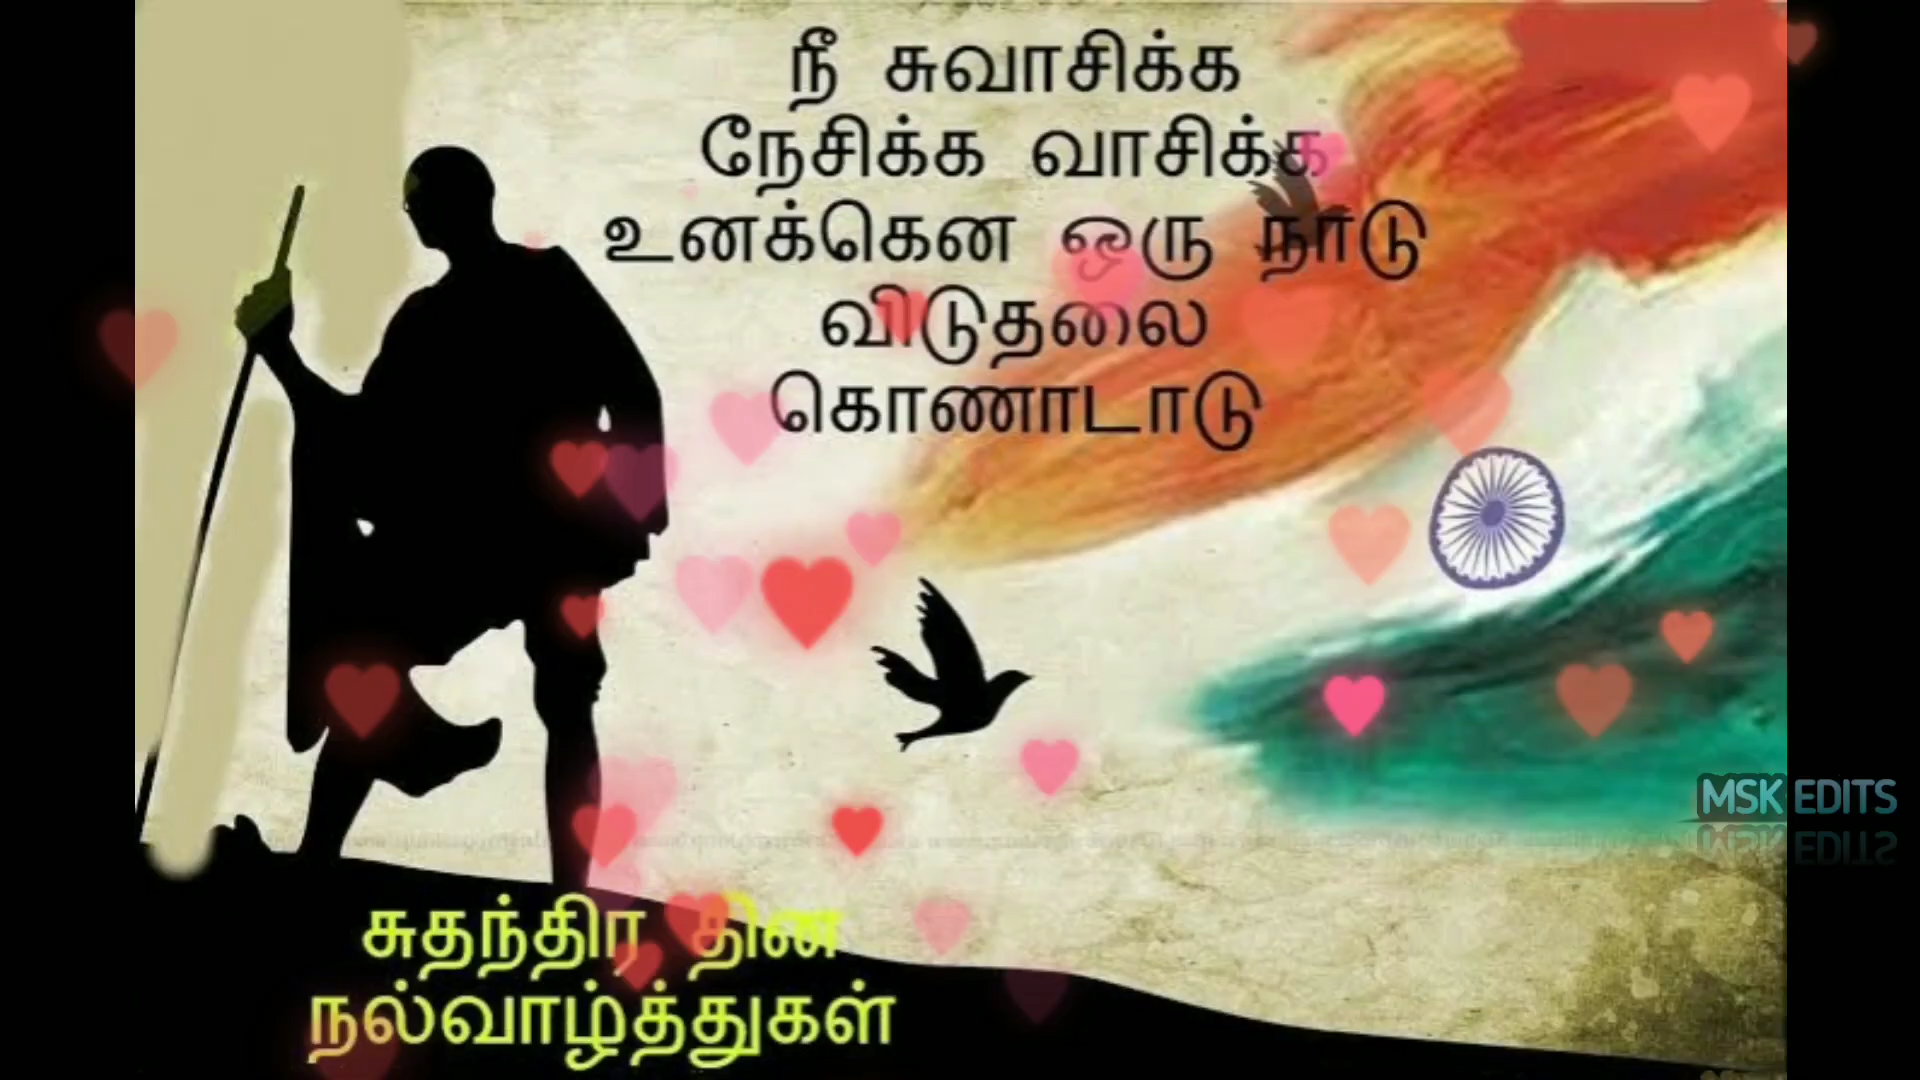 நீ சுவாசிக்க
நேசிக்க வாசிக்க
உனக்கென ஒரு நாடு
விடுதலை
கொணாடாடு
MSK EDITS
சுதந்திர தின
நல்வாழ்த்துகள்